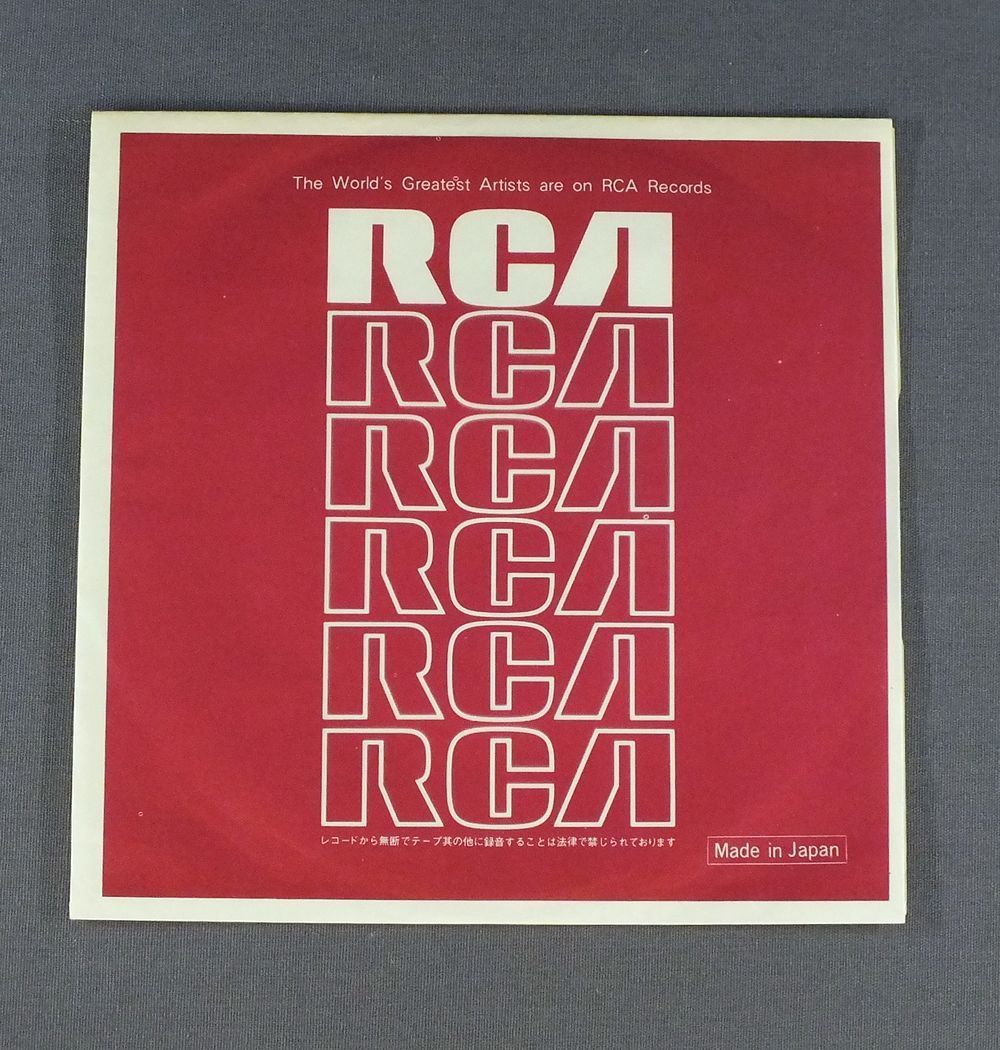 The World's Greatest Artists are on RCA Records
RCA
RCA
RCA
RCA
RCA
RCA
レコードから無断でテープ其の他に録音することは法律で禁じられております
Made in Japan